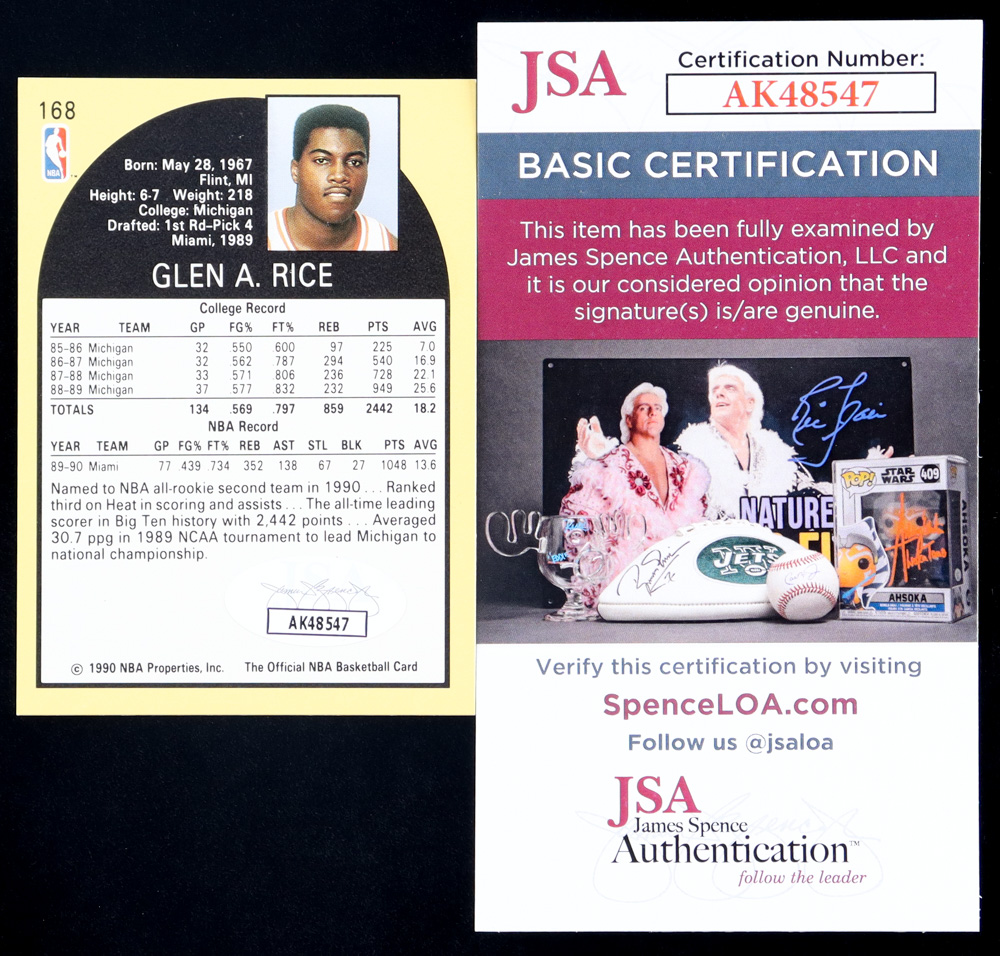 168
NBA
Born: May 28, 1967
Flint, MI
Height: 6-7 Weight: 218
College: Michigan
Drafted: 1st Rd–Pick 4
Miami, 1989
GLEN A. RICE
College Record
YEAR TEAM GP FG% FT% REB PTS AVG
85–86 Michigan 32 .550 .600 97 225 7.0
86–87 Michigan 32 .562 .787 294 540 16.9
87–88 Michigan 33 .571 .806 236 728 22.1
88–89 Michigan 37 .577 .832 232 949 25.6
TOTALS 134 .569 .797 859 2442 18.2
NBA Record
YEAR TEAM GP FG% FT% REB AST STL BLK PTS AVG
89-90 Miami 77 .439 .734 352 138 67 27 1048 13.6
Named to NBA all-rookie second team in 1990 . . . Ranked
third on Heat in scoring and assists . . . The all-time leading
scorer in Big Ten history with 2,442 points . . . Averaged
30.7 ppg in 1989 NCAA tournament to lead Michigan to
national championship.
AK48547
© 1990 NBA Properties, Inc. The Official NBA Basketball Card
JSA
Certification Number:
AK48547
BASIC CERTIFICATION
This item has been fully examined by
James Spence Authentication, LLC and
it is our considered opinion that the
signature(s) is/are genuine.
Ric Flair
NATURE
JETS
POP!
STAR WARS
409
AHSOKA
AHSOKA
Verify this certification by visiting
SpenceLOA.com
Follow us @jsaloa
JSA
James Spence
Authentication™
follow the leader